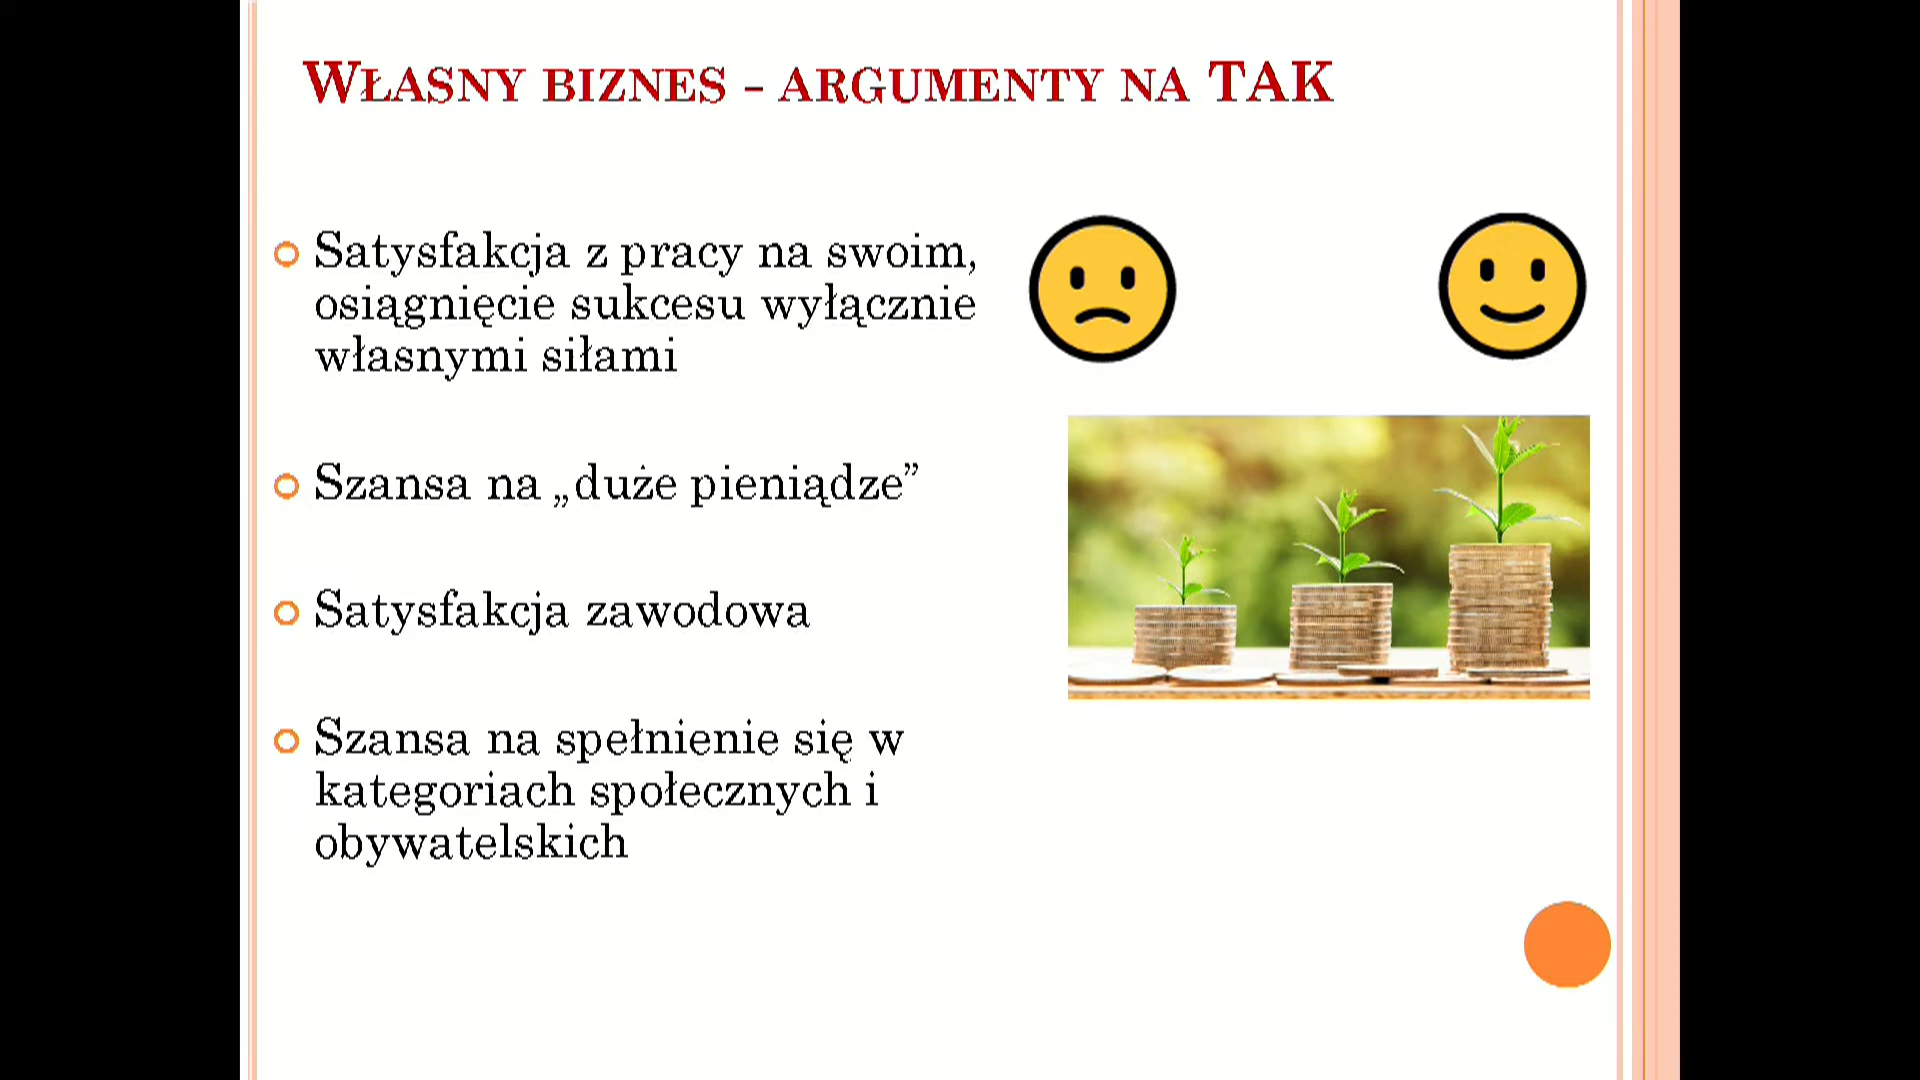 Własny biznes – argumenty na TAK
Satysfakcja z pracy na swoim,
osiągnięcie sukcesu wyłącznie
własnymi siłami
Szansa na „duże pieniądze”
Satysfakcja zawodowa
Szansa na spełnienie się w
kategoriach społecznych i
obywatelskich